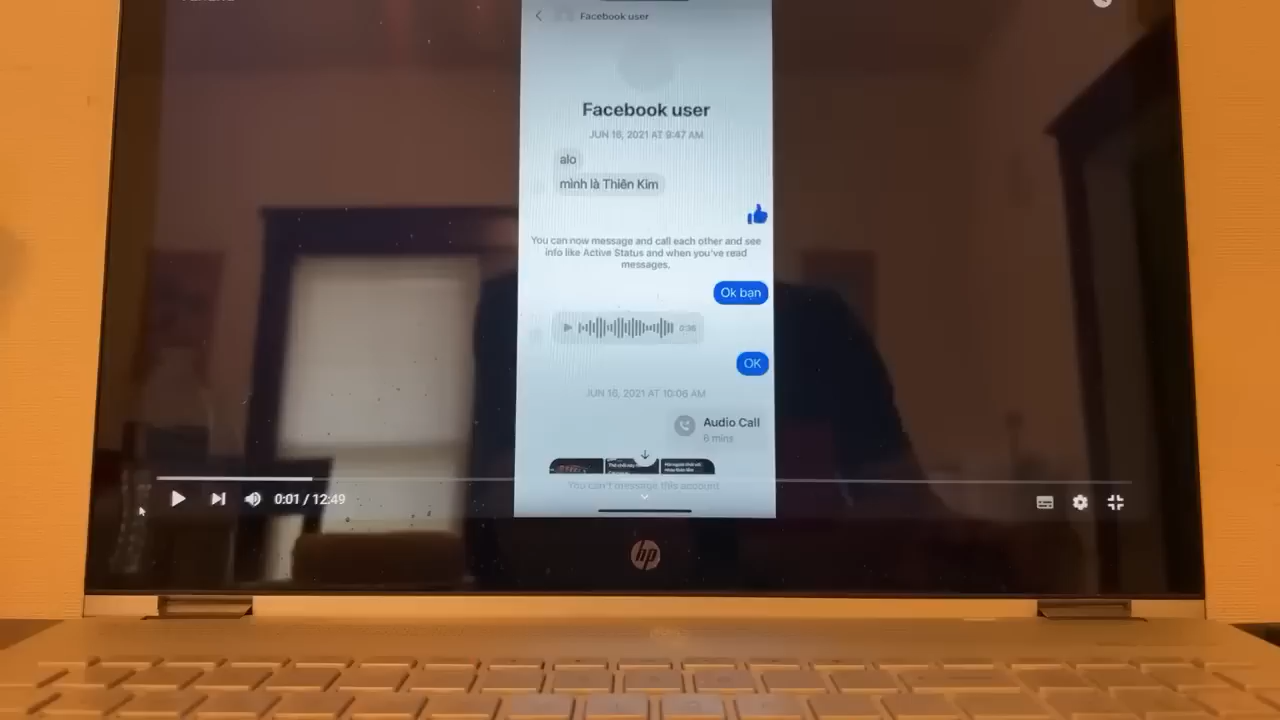 Facebook user
Facebook user
JUN 16, 2021 AT 9:47 AM
alo
mình là Thiên Kim
You can now message and call each other and see
info like Active Status and when you've read
messages.
Ok bạn
0:36
OK
JUN 16, 2021 AT 10:06 AM
Audio Call
6 mins
You can't message this account
0:01 / 12:49
hp